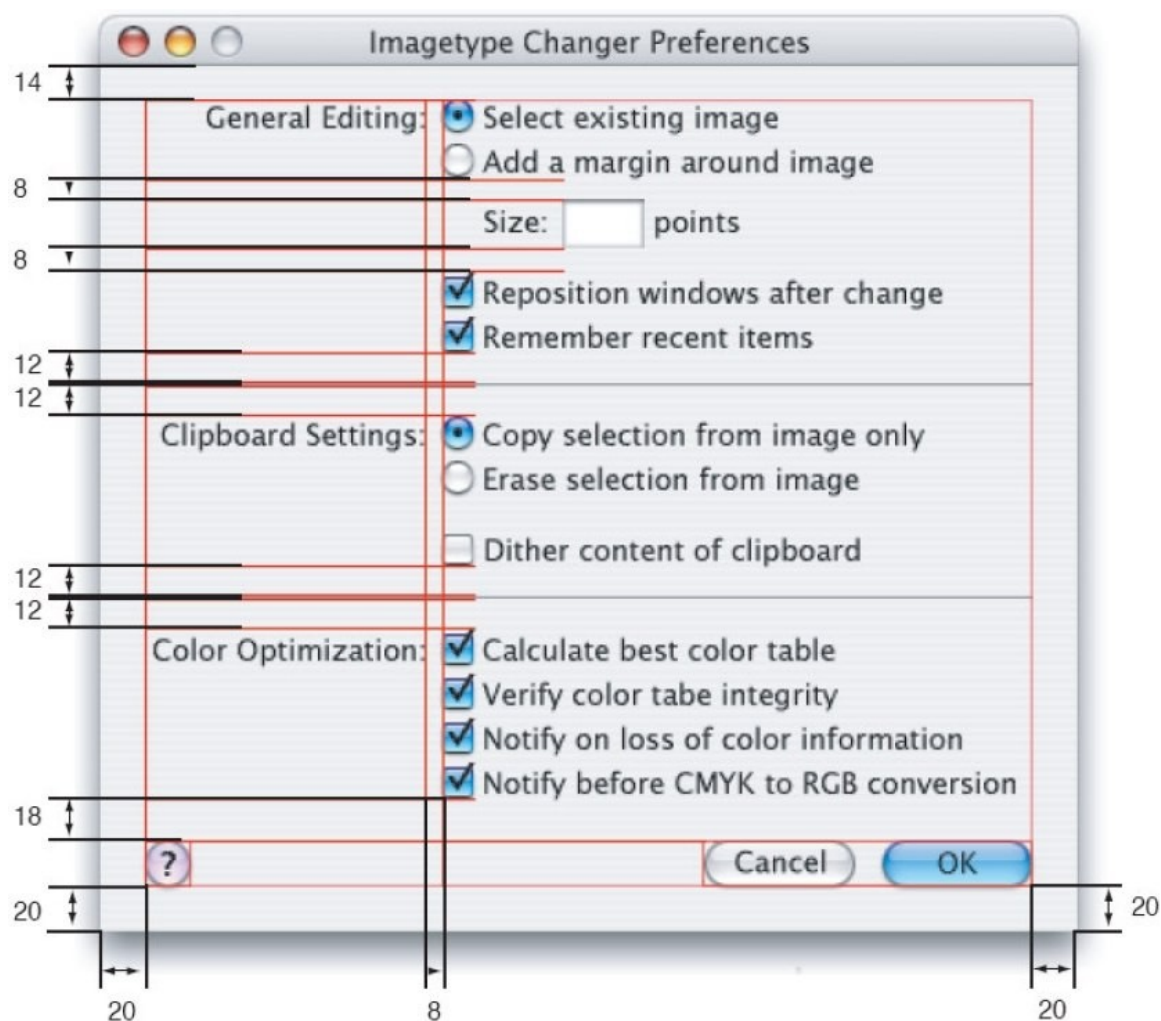 Imagetype Changer Preferences
14
General Editing: Select existing image
Add a margin around image
8
Size: points
8
Reposition windows after change
Remember recent items
12
12
Clipboard Settings: Copy selection from image only
Erase selection from image
Dither content of clipboard
12
12
Color Optimization: Calculate best color table
Verify color tabe integrity
Notify on loss of color information
Notify before CMYK to RGB conversion
18
? Cancel OK
20 20
20 8 20